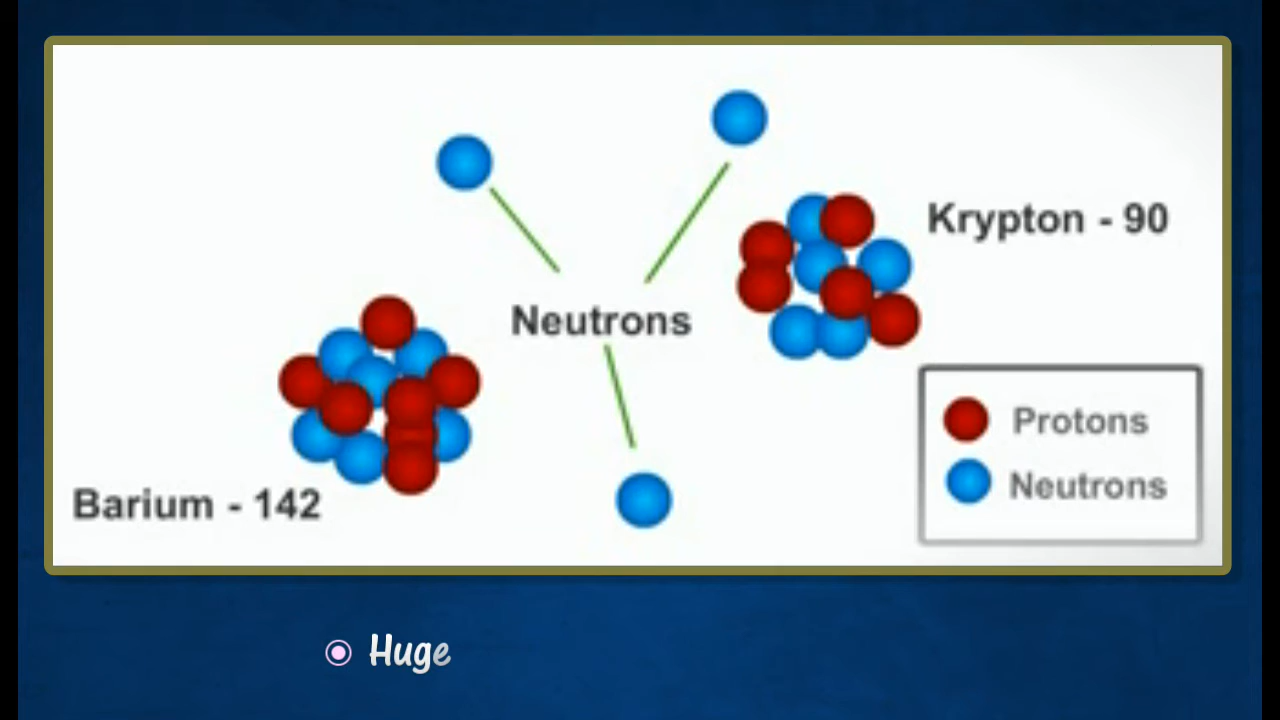 Krypton - 90
Neutrons
Protons
Neutrons
Barium - 142
Huge